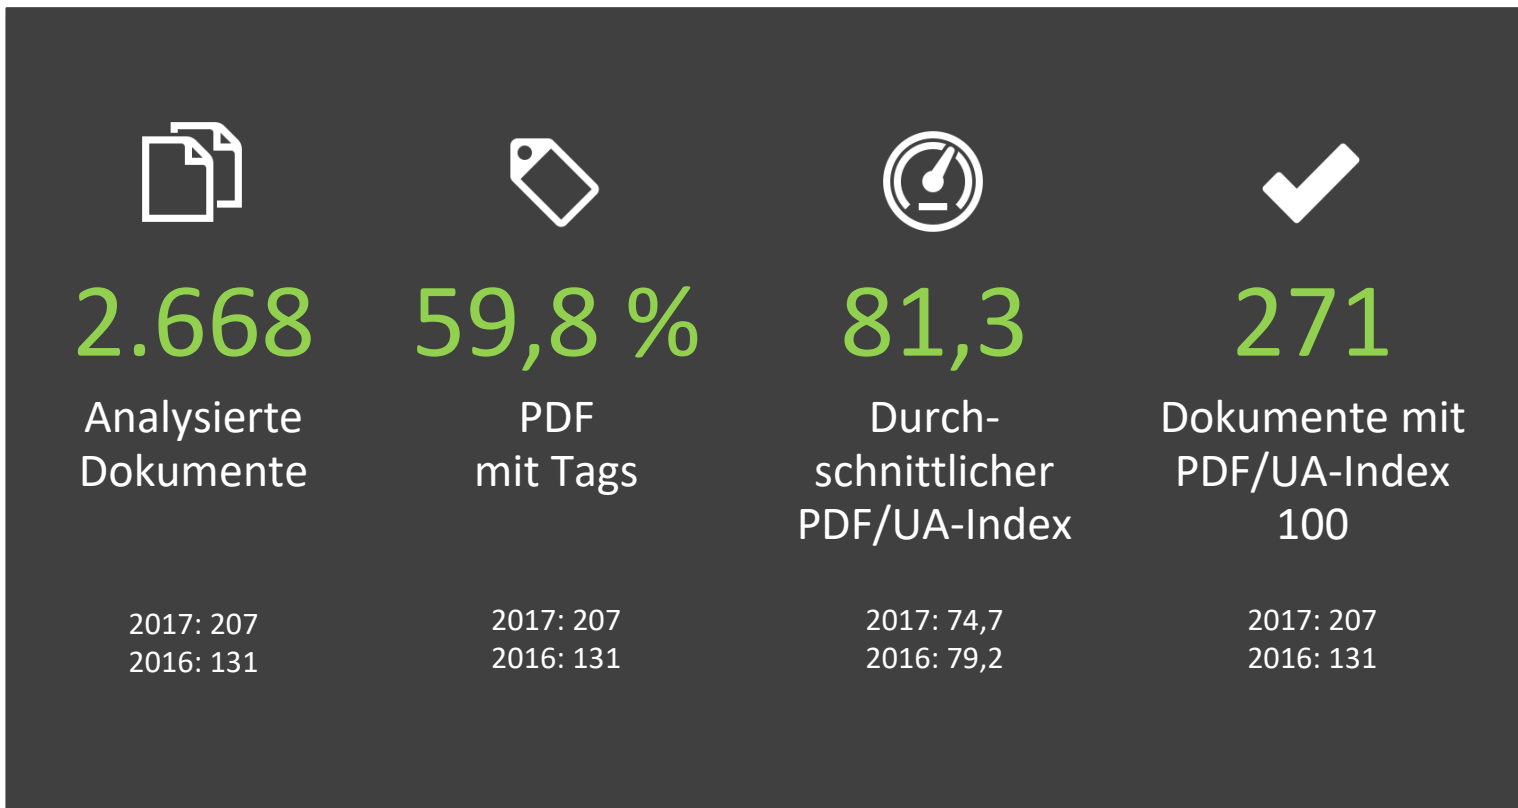 2.668
Analysierte
Dokumente
2017: 207
2016: 131
59,8 %
PDF
mit Tags
2017: 207
2016: 131
81,3
Durch-
schnittlicher
PDF/UA-Index
2017: 74,7
2016: 79,2
271
Dokumente mit
PDF/UA-Index
100
2017: 207
2016: 131